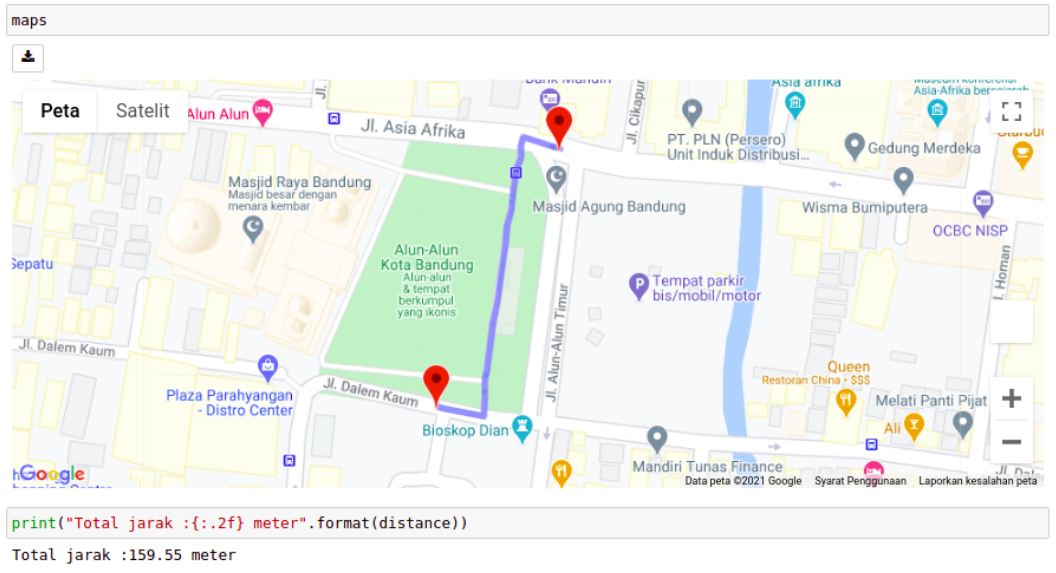 maps
Peta
Satelit
Alun Alun
Jl.
Jl. Asia Afrika
Bank Mandiri
Jl. Cikapun
Asia afrika
Museum Konferensi
Asia-Afrika
PT. PLN (Persero)
Unit Induk Distribusi...
Gedung Merdeka
Masjid Raya Bandung
Masjid besar dengan
menara kembar
Masjid Agung Bandung
Wisma Bumiputera
OCBC NISP
Sepatu
Alun-Alun
Kota Bandung
Alun-alun
& tempat
berkumpul
yang ikonis
Tempat parkir
bis/mobil/motor
Jl. Alun-Alun Timur
l. Homan
Jl. Dalem Kaum
Plaza Parahyangan
- Distro Center
Jl. Dalem Kaum
Bioskop Dian
Queen
Restoran China • $$$
Melati Panti Pijat
Ali
Mandiri Tunas Finance
Google
Data peta ©2021 Google
Syarat Penggunaan
Laporkan kesalahan peta
print("Total jarak :{:.2f} meter".format(distance))
Total jarak :159.55 meter